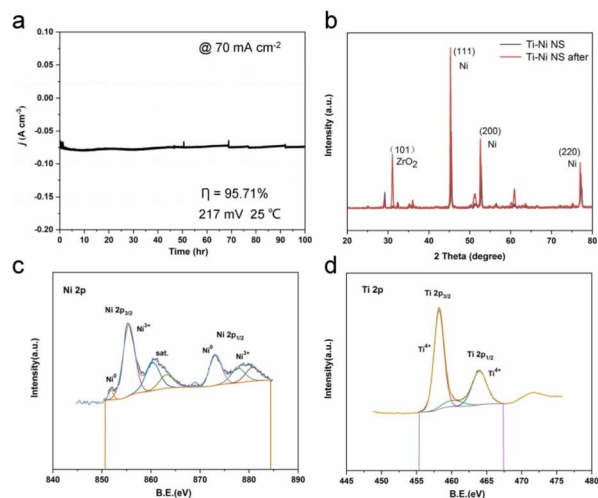 a
@ 70 mA cm-2
η = 95.71%
217 mV 25 ℃
j (A cm⁻³)
0.10
0.05
0.00
-0.05
-0.10
-0.15
-0.20
0 10 20 30 40 50 60 70 80 90 100
Time (hr)
b
Ti-Ni NS
Ti-Ni NS after
(111)
Ni
(101)
ZrO₂
(200)
Ni
(220)
Ni
Intensity (a.u.)
20 30 40 50 60 70 80
2 Theta (degree)
c
Ni 2p
Ni 2p₃/₂
Ni³⁺
Ni⁰
sat.
Ni 2p₁/₂
Ni⁰
Ni³⁺
Intensity(a.u.)
840 850 860 870 880 890
B.E.(eV)
d
Ti 2p
Ti 2p₃/₂
Ti⁴⁺
Ti 2p₁/₂
Ti⁴⁺
Intensity(a.u.)
445 450 455 460 465 470 475 480
B.E.(eV)